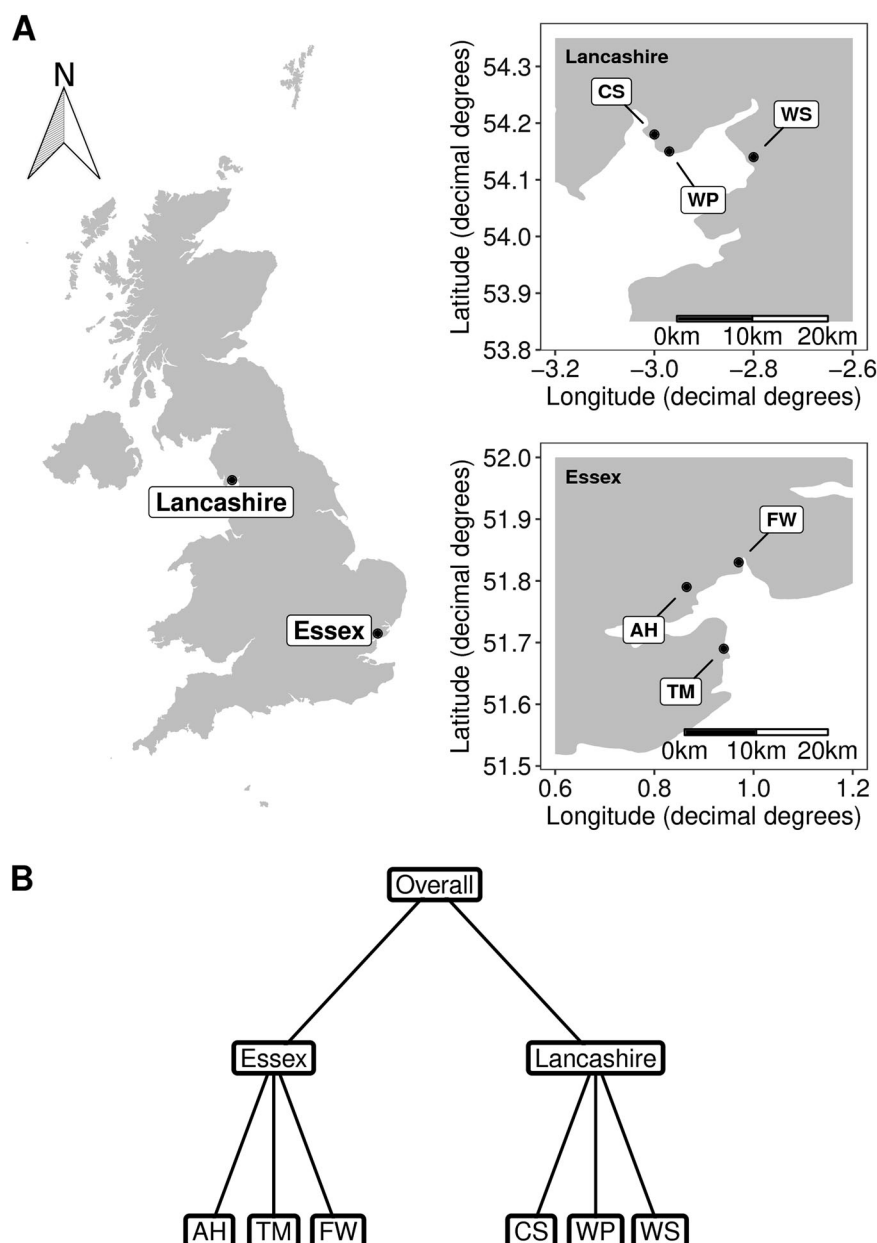 A
N
Lancashire
Essex
Lancashire
CS
WS
WP
0km 10km 20km
54.3
54.2
54.1
54.0
53.9
53.8
−3.2 −3.0 −2.8 −2.6
Latitude (decimal degrees)
Longitude (decimal degrees)
Essex
FW
AH
TM
0km 10km 20km
52.0
51.9
51.8
51.7
51.6
51.5
0.6 0.8 1.0 1.2
Latitude (decimal degrees)
Longitude (decimal degrees)
B
Overall
Essex Lancashire
AH TM FW CS WP WS